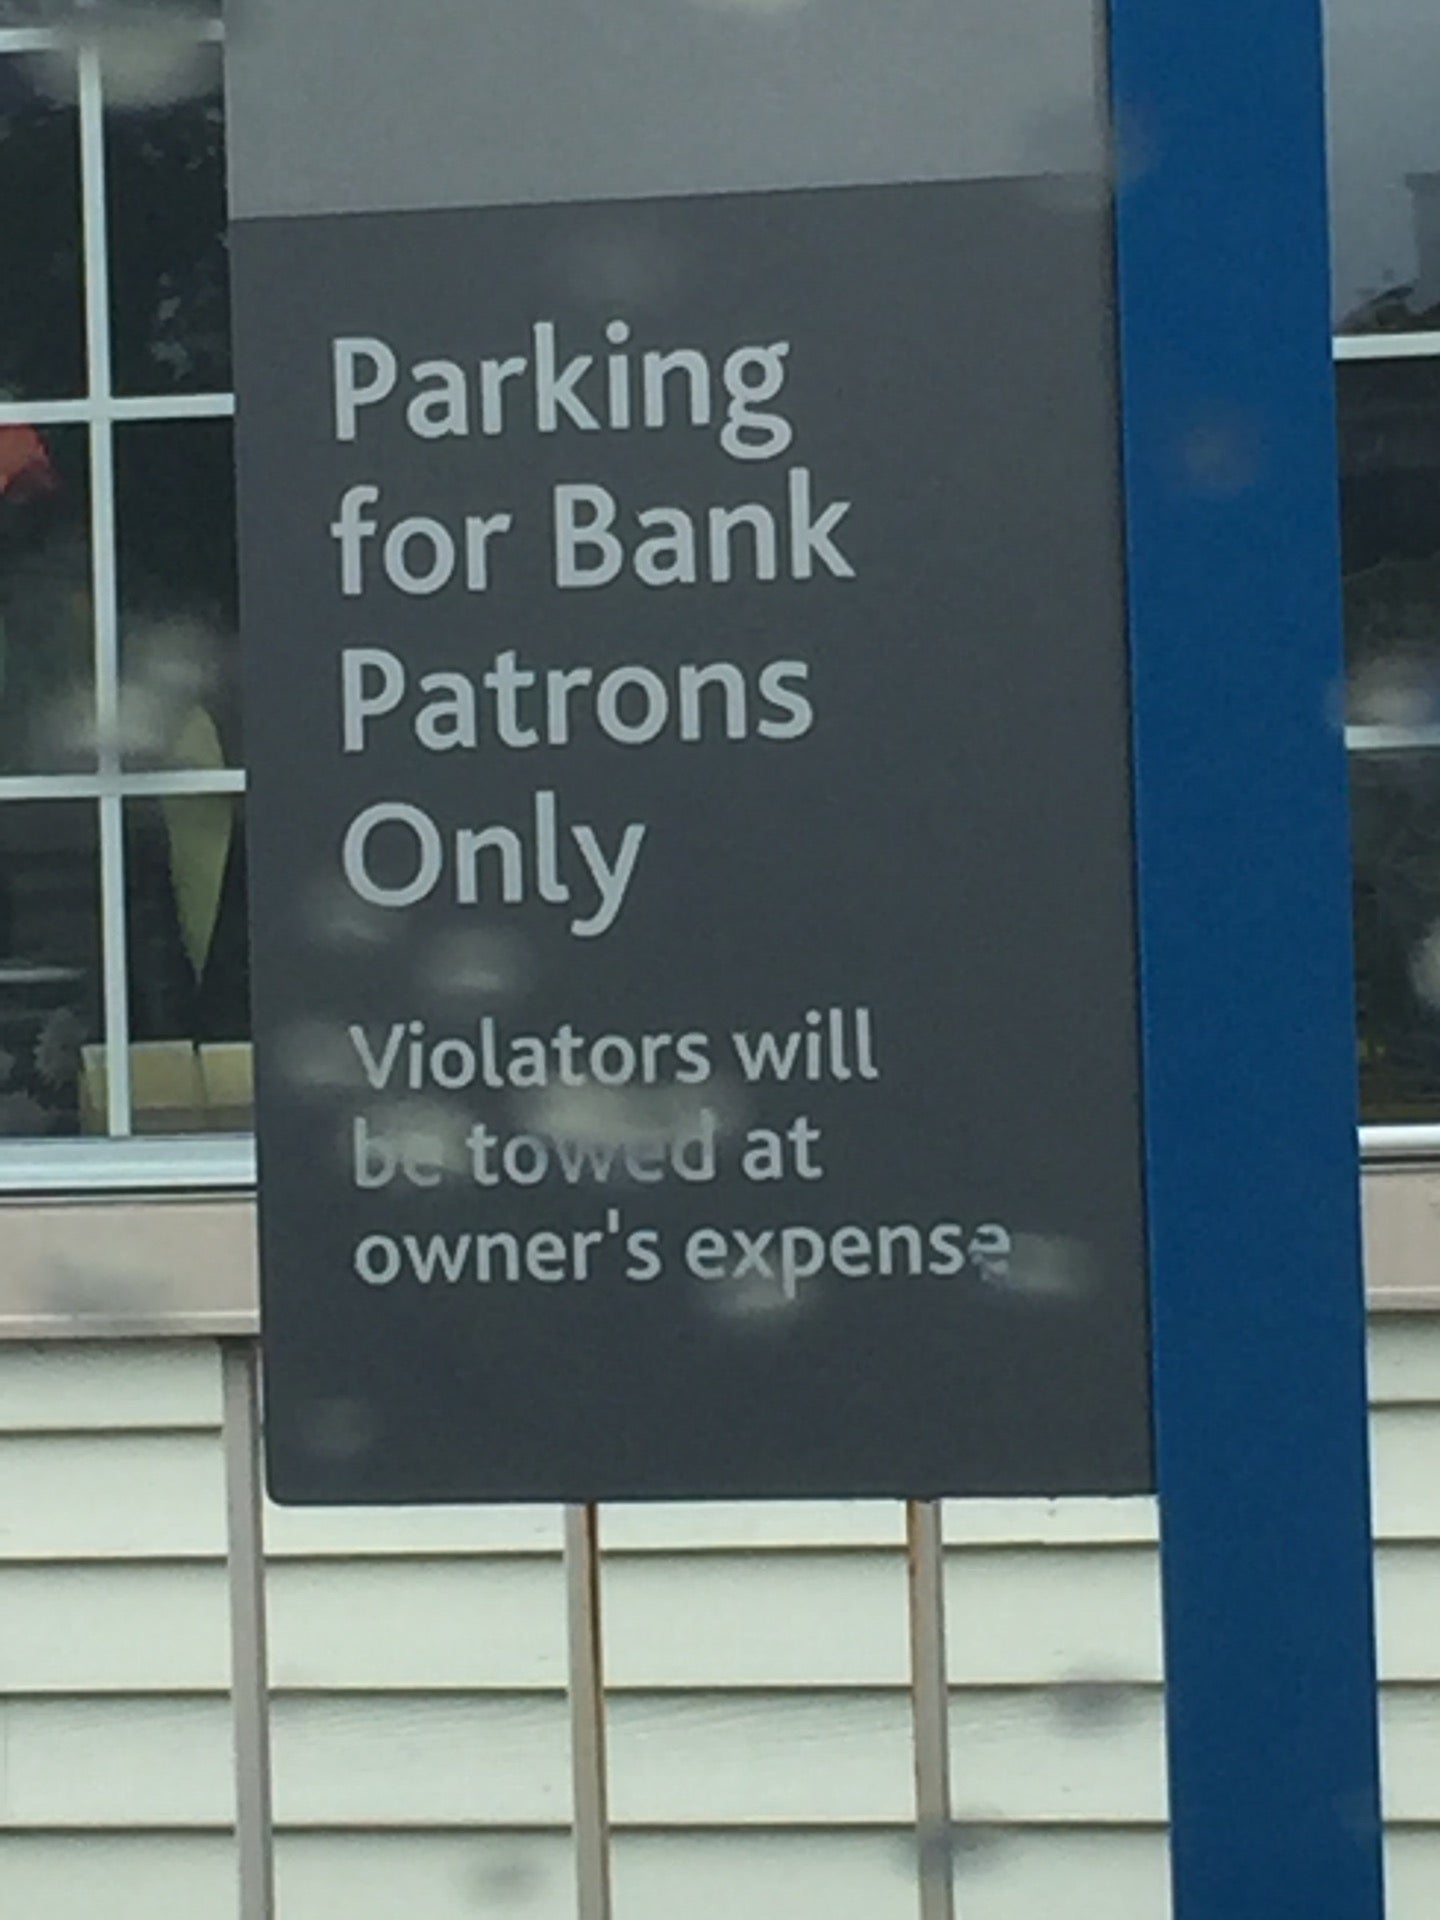 Parking
for Bank
Patrons
Only
Violators will
be towed at
owner's expense